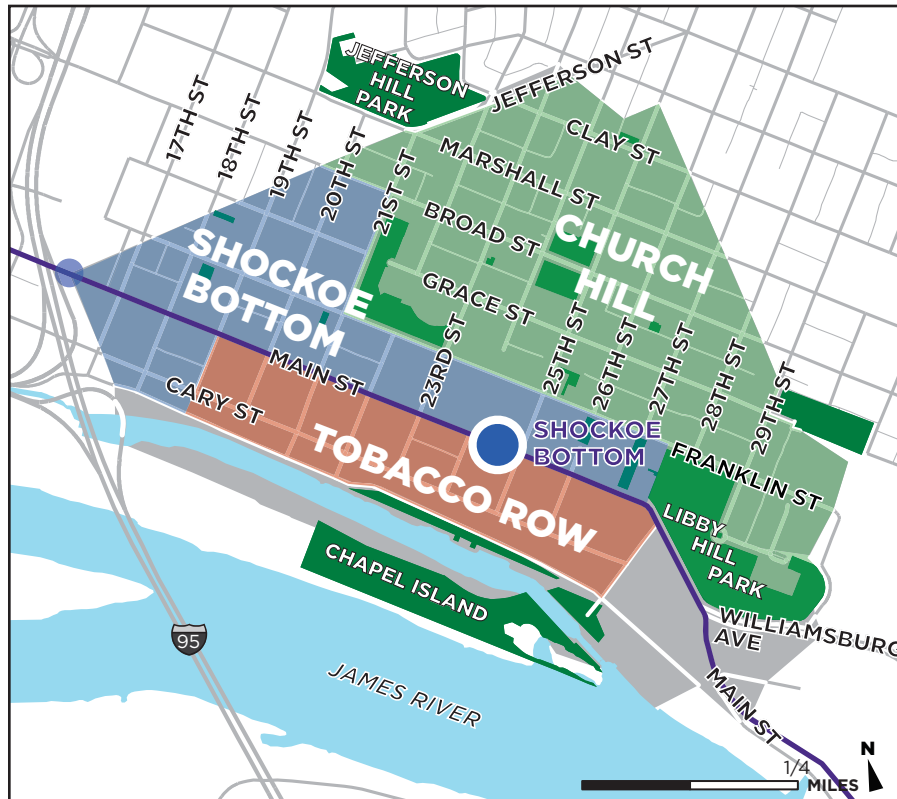 JEFFERSON
HILL
PARK
JEFFERSON ST
17TH ST
18TH ST
19TH ST
20TH ST
21ST ST
CLAY ST
MARSHALL ST
BROAD ST
GRACE ST
CHURCH
HILL
SHOCKOE
BOTTOM
MAIN ST
CARY ST
23RD ST
25TH ST
26TH ST
27TH ST
28TH ST
29TH ST
SHOCKOE
BOTTOM
TOBACCO ROW
FRANKLIN ST
LIBBY
HILL
PARK
CHAPEL ISLAND
WILLIAMSBURG
AVE
MAIN ST
95
JAMES RIVER
N
1/4
MILES